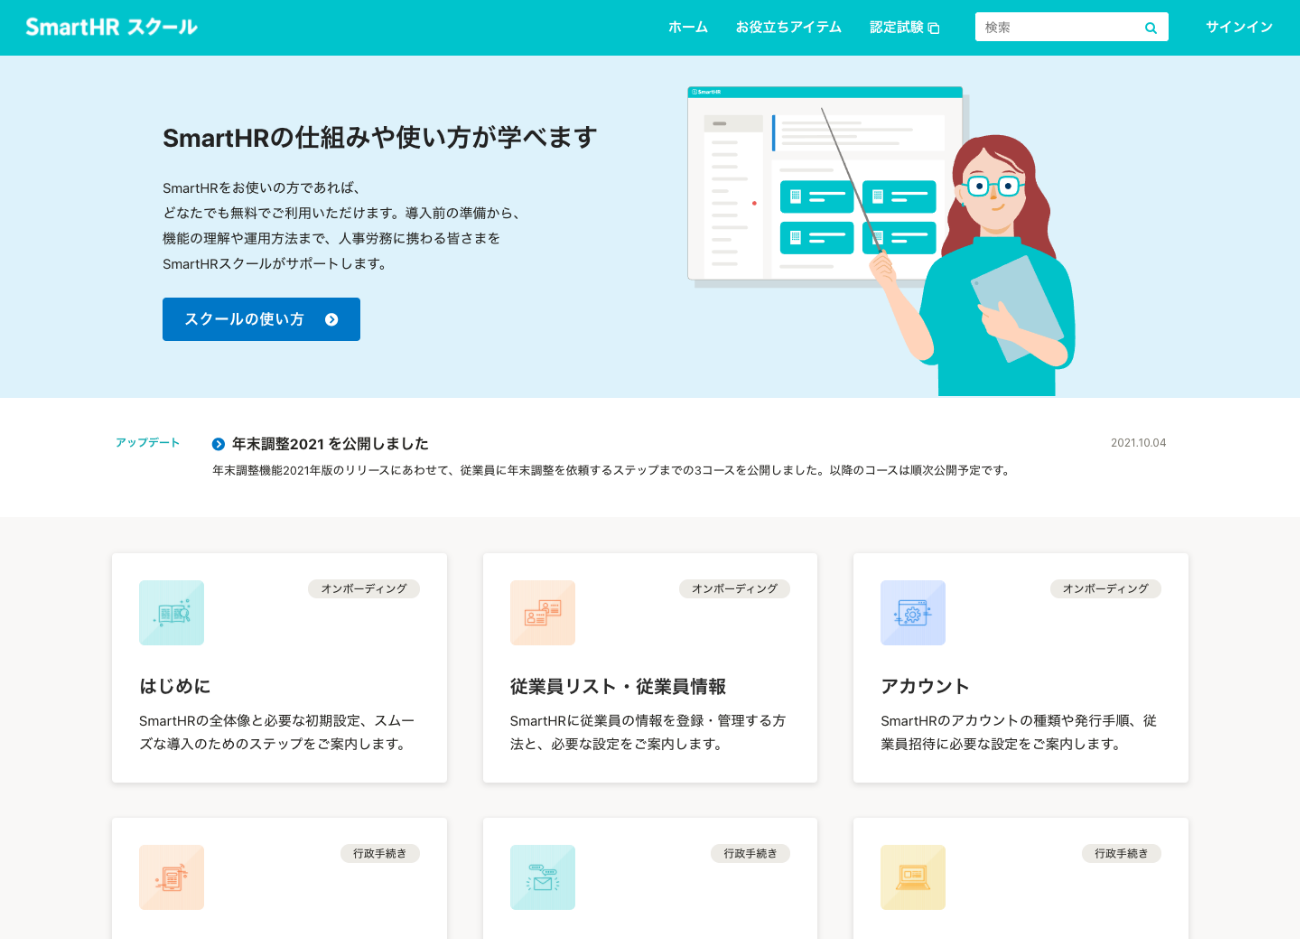 SmartHR スクール
ホーム
お役立ちアイテム
認定試験
検索
サインイン
SmartHR
SmartHRの仕組みや使い方が学べます
SmartHRをお使いの方であれば、
どなたでも無料でご利用いただけます。導入前の準備から、
機能の理解や運用方法まで、人事労務に携わる皆さまを
SmartHRスクールがサポートします。
スクールの使い方
アップデート
年末調整2021 を公開しました
2021.10.04
年末調整機能2021年版のリリースにあわせて、従業員に年末調整を依頼するステップまでの3コースを公開しました。以降のコースは順次公開予定です。
オンボーディング
はじめに
SmartHRの全体像と必要な初期設定、スムー
ズな導入のためのステップをご案内します。
オンボーディング
従業員リスト・従業員情報
SmartHRに従業員の情報を登録・管理する方
法と、必要な設定をご案内します。
オンボーディング
アカウント
SmartHRのアカウントの種類や発行手順、従
業員招待に必要な設定をご案内します。
行政手続き
行政手続き
行政手続き